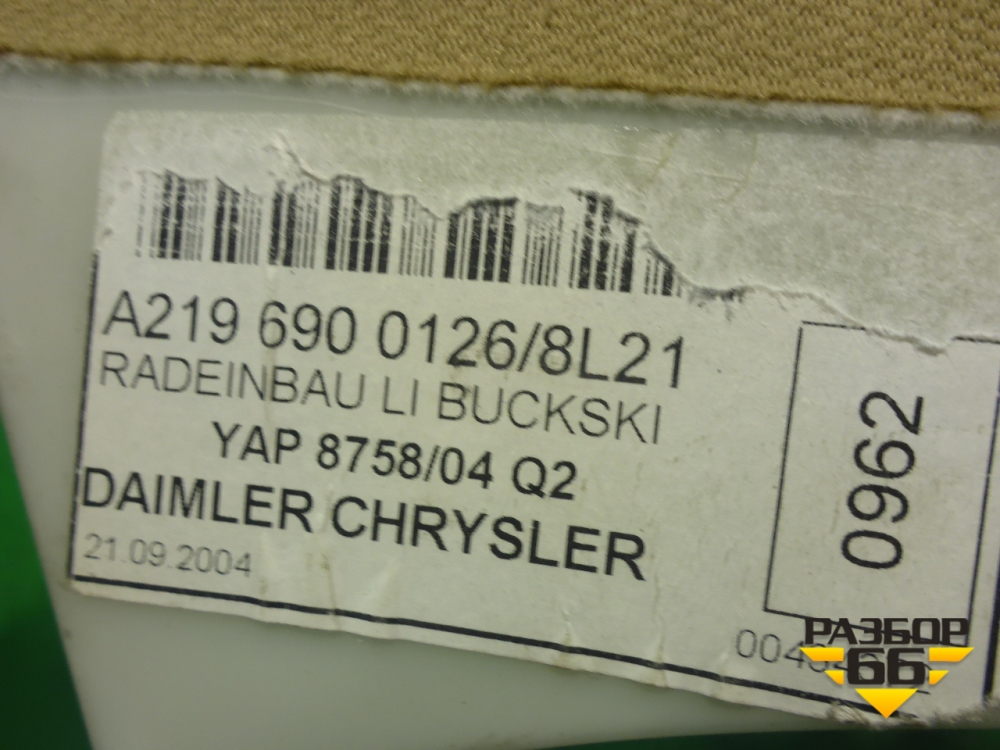 A219 690 0126/8L21
RADEINBAU LI BUCKSKI
YAP 8758/04 Q2
DAIMLER CHRYSLER
21.09.2004
0962
РАЗБОР
66